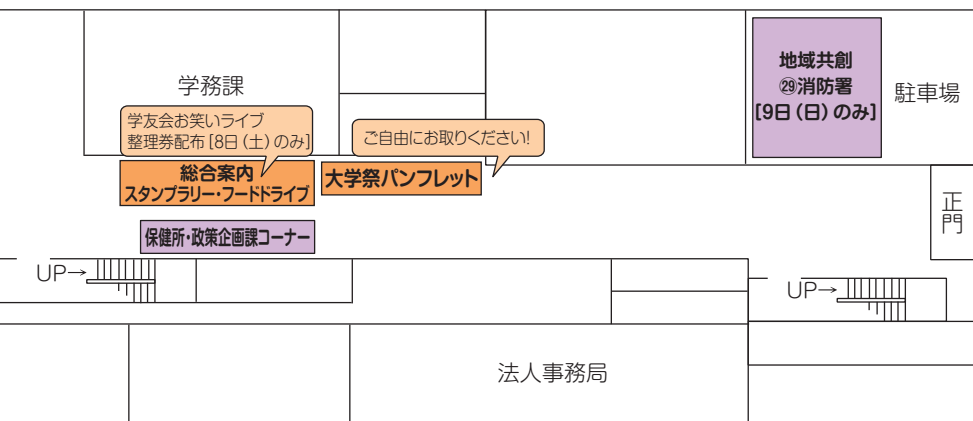 学務課
学友会お笑いライブ
整理券配布[8日(土)のみ]
ご自由にお取りください!
総合案内
スタンプラリー・フードドライブ
大学祭パンフレット
保健所・政策企画課コーナー
地域共創
㉙消防署
[9日(日)のみ]
駐車場
正門
UP→
UP→
法人事務局